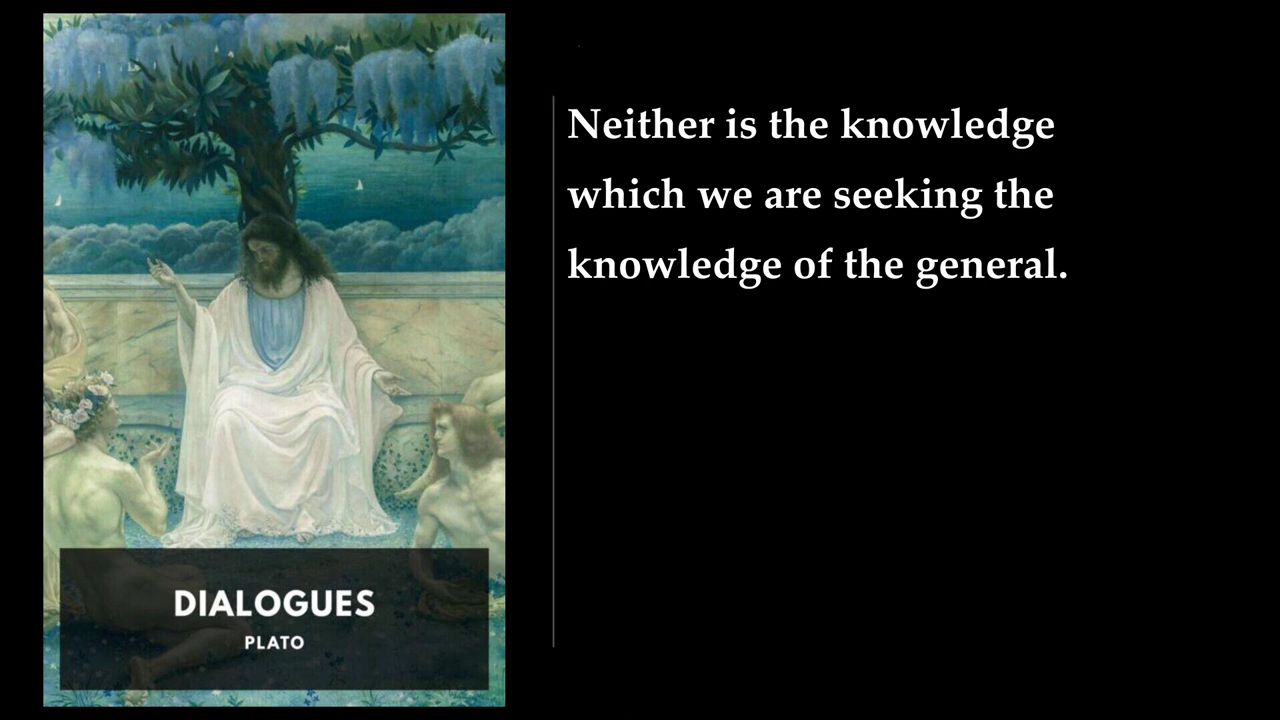 Neither is the knowledge
which we are seeking the
knowledge of the general.
DIALOGUES
PLATO